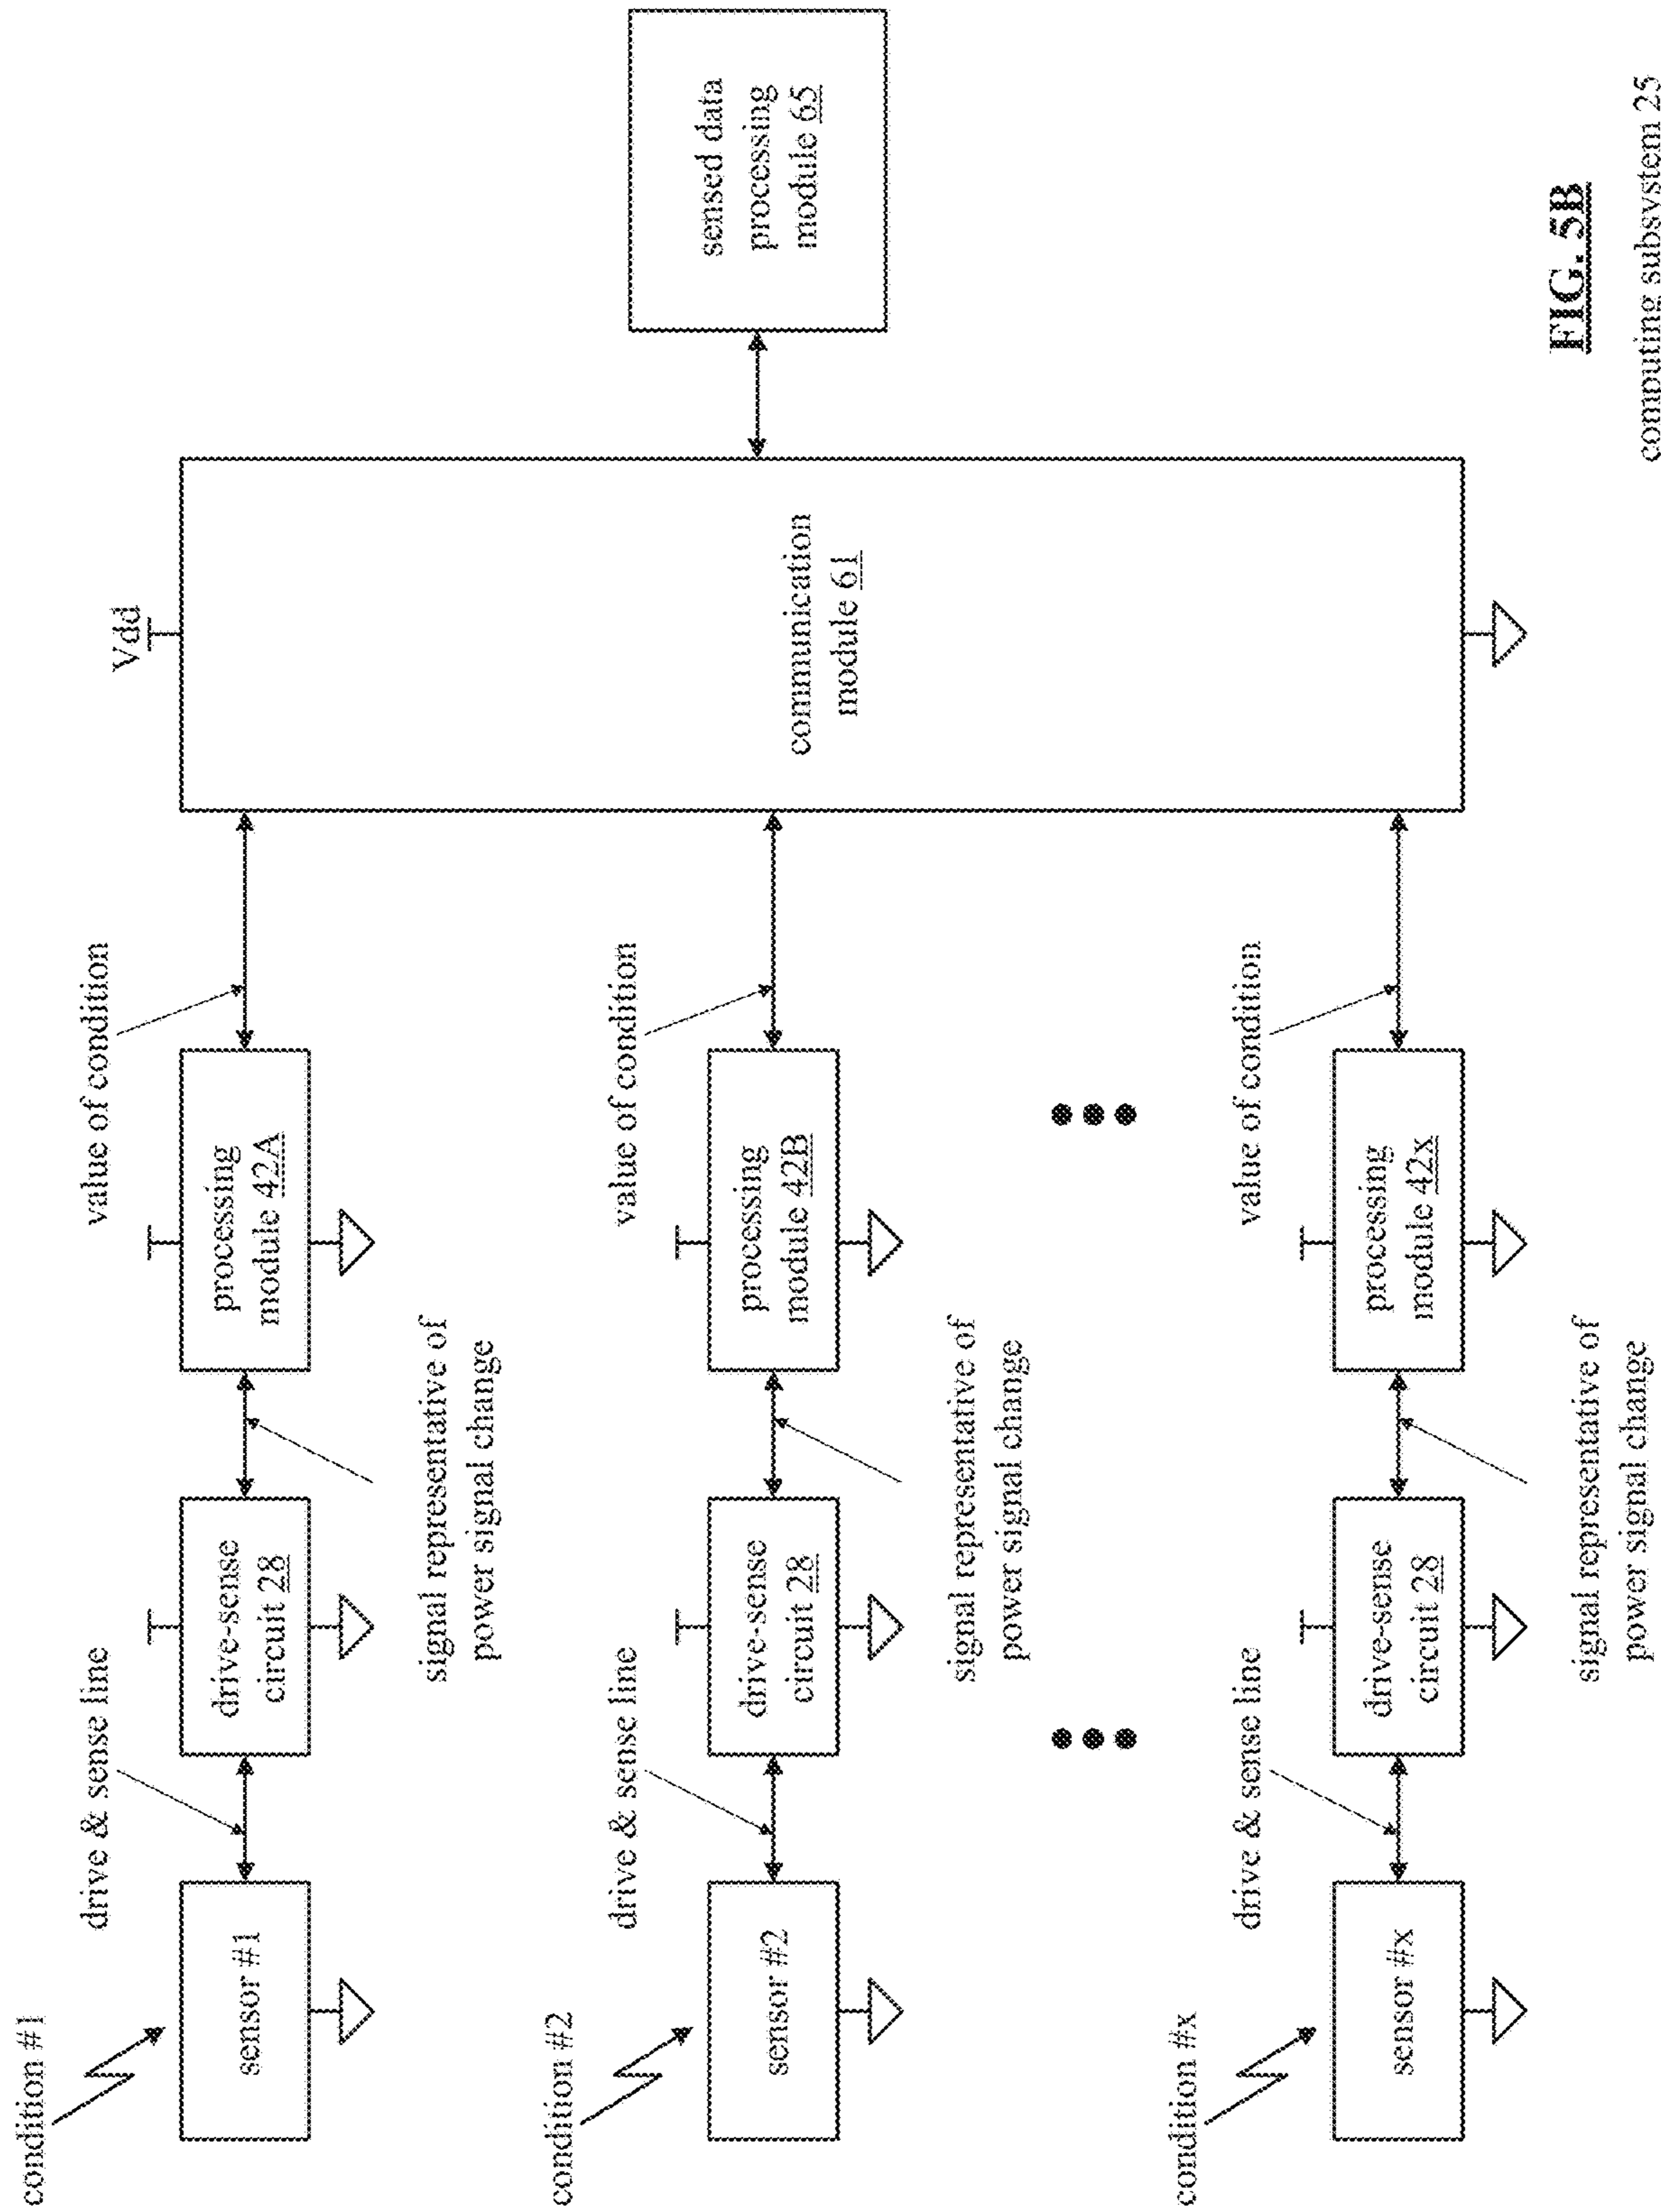 condition #1
drive & sense line
value of condition
Vdd
sensor #1
drive-sense
circuit 28
processing
module 42A
signal representative of
power signal change
condition #2
drive & sense line
value of condition
sensor #2
drive-sense
circuit 28
processing
module 42B
signal representative of
power signal change
communication
module 61
sensed data
processing
module 65
condition #x
drive & sense line
value of condition
sensor #x
drive-sense
circuit 28
processing
module 42x
signal representative of
power signal change
FIG. 5B
computing subsystem 25